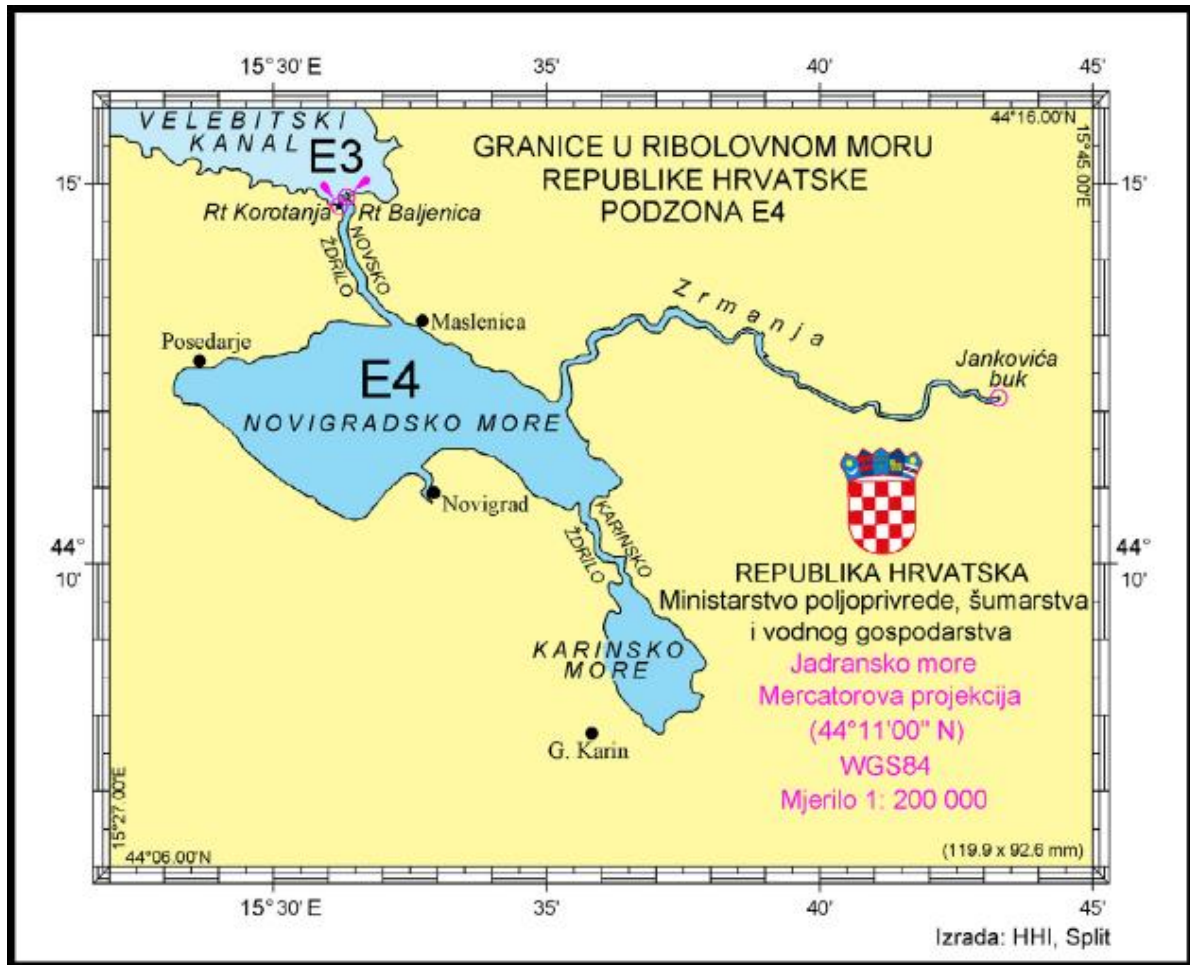 15°30'E 35' 40' 45'
VELEBITSKI
KANAL
E3
44°16.00'N
15°45.00'E
GRANICE U RIBOLOVNOM MORU
REPUBLIKE HRVATSKE
PODZONA E4
15' 15'
Rt Korotanja Rt Baljenica
NOVSKO
ŽDRILO
Zrmanja
Maslenica
Posedarje
Jankovića
buk
E4
NOVIGRADSKO MORE
Novigrad
KARINSKO
ŽDRILO
44° 44°
10' 10'
REPUBLIKA HRVATSKA
Ministarstvo poljoprivrede, šumarstva
i vodnog gospodarstva
KARINSKO
MORE
Jadransko more
Mercatorova projekcija
(44°11'00" N)
WGS84
Mjerilo 1: 200 000
G. Karin
15°27.00'E
44°06.00'N
(119.9 x 92.6 mm)
15°30'E 35' 40' 45'
Izrada: HHI, Split